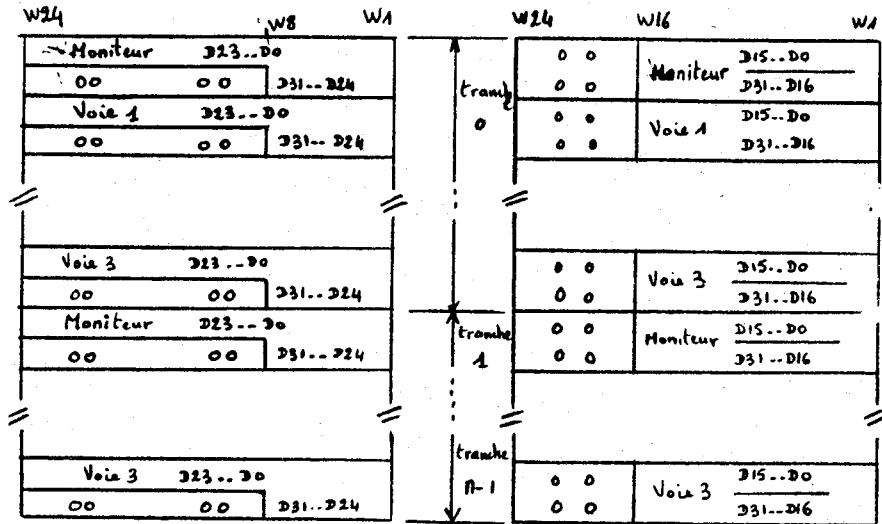 W24 W8 W1
Moniteur D23..D0
00 00 D31..D24
Voie 1 D23..D0
00 00 D31..D24
Voie 3 D23..D0
00 00 D31..D24
Moniteur D23..D0
00 00 D31..D24
Voie 3 D23..D0
00 00 D31..D24
tranche
0
tranche
1
tranche
n-1
W24 W16 W1
0 0 Moniteur D15..D0
0 0 D31..D16
0 0 Voie 1 D15..D0
0 0 D31..D16
0 0 Voie 3 D15..D0
0 0 D31..D16
0 0 Moniteur D15..D0
0 0 D31..D16
0 0 Voie 3 D15..D0
0 0 D31..D16